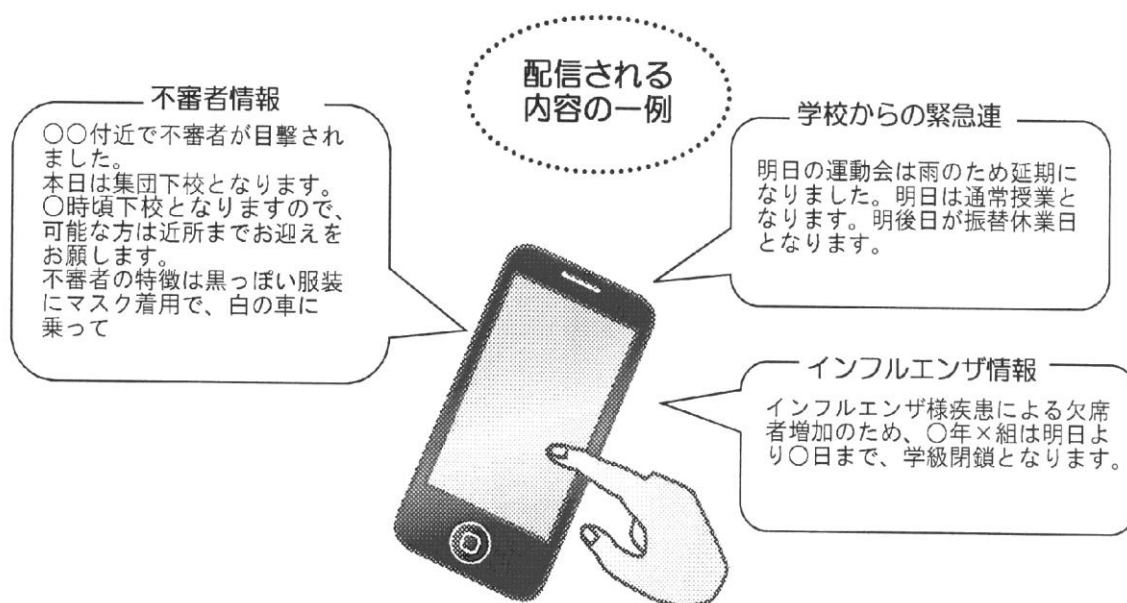 配信される
内容の一例
不審者情報
〇〇付近で不審者が目撃され
ました。
本日は集団下校となります。
〇時頃下校となりますので、
可能な方は近所までお迎えを
お願します。
不審者の特徴は黒っぽい服装
にマスク着用で、白の車に
乗って
学校からの緊急連
明日の運動会は雨のため延期に
なりました。明日は通常授業と
なります。明後日が振替休業日
となります。
インフルエンザ情報
インフルエンザ様疾患による欠席
者増加のため、〇年×組は明日よ
り〇日まで、学級閉鎖となります。